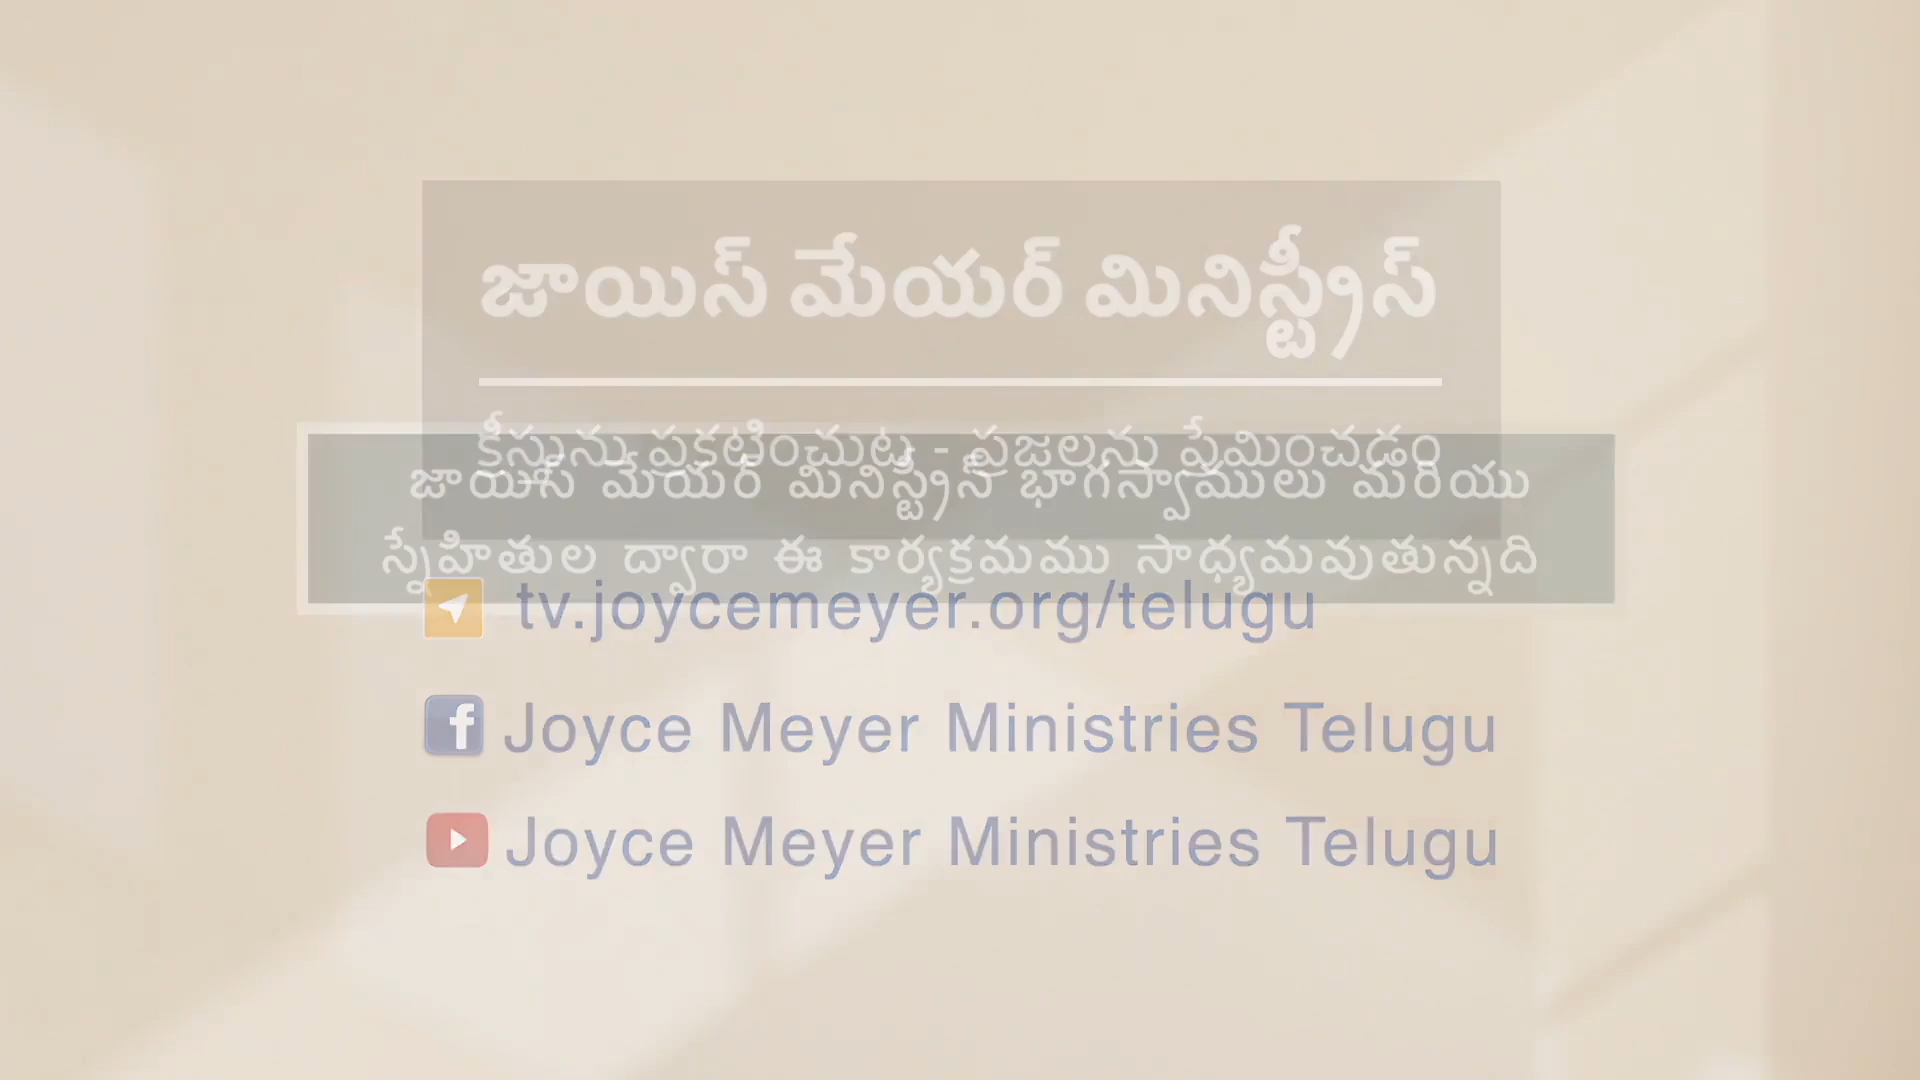 జాయిస్ మేయర్ మినిస్ట్రీస్
క్రీస్తును ప్రకటించుట - ప్రజలను ప్రేమించడం
జాయిస్ మేయర్ మినిస్ట్రీస్ భాగస్వాములు మరియు
స్నేహితుల ద్వారా ఈ కార్యక్రమము సాధ్యమవుతున్నది
tv.joycemeyer.org/telugu
Joyce Meyer Ministries Telugu
Joyce Meyer Ministries Telugu